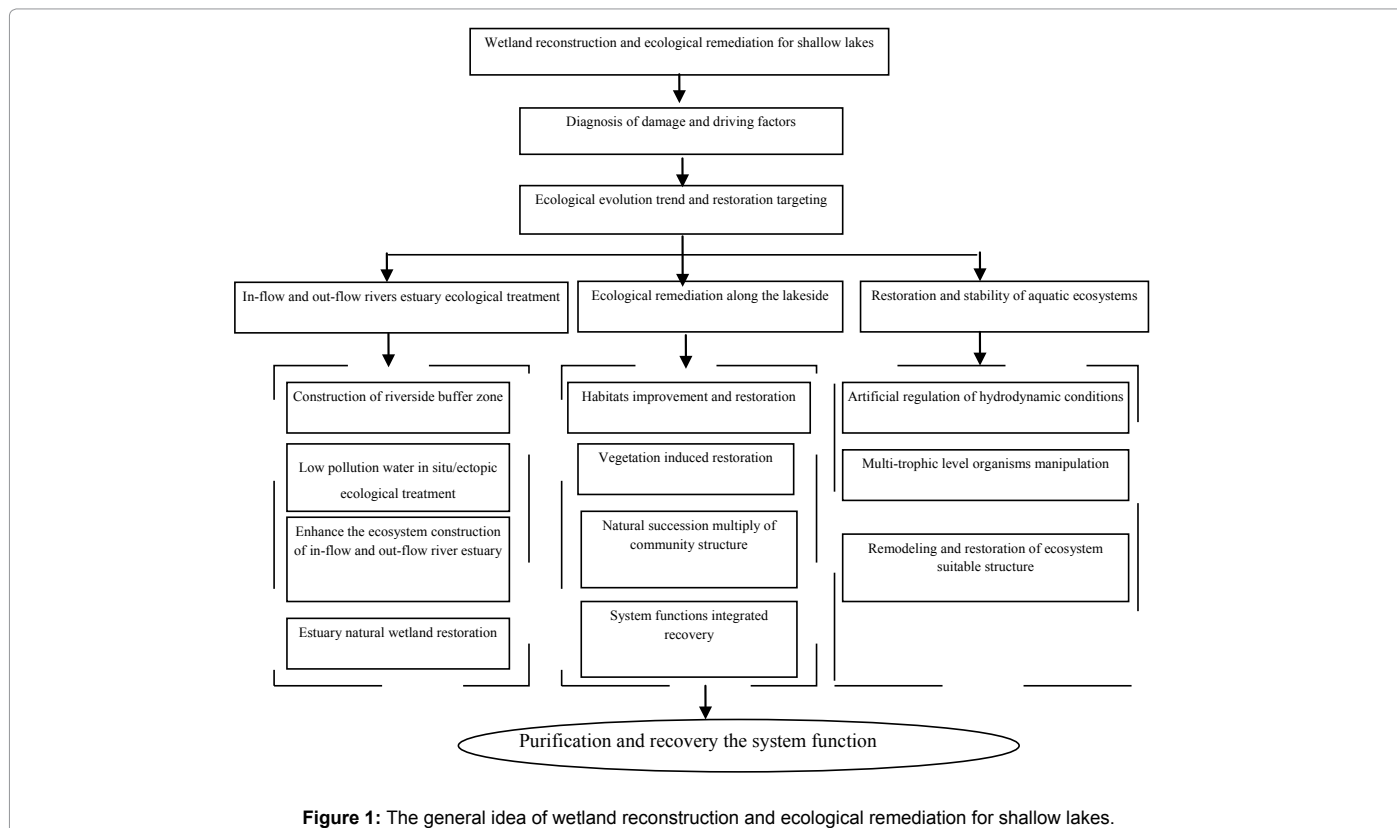 Wetland reconstruction and ecological remediation for shallow lakes
Diagnosis of damage and driving factors
Ecological evolution trend and restoration targeting
In-flow and out-flow rivers estuary ecological treatment
Ecological remediation along the lakeside
Restoration and stability of aquatic ecosystems
Construction of riverside buffer zone
Low pollution water in situ/ectopic
ecological treatment
Enhance the ecosystem construction
of in-flow and out-flow river estuary
Estuary natural wetland restoration
Habitats improvement and restoration
Vegetation induced restoration
Natural succession multiply of
community structure
System functions integrated
recovery
Artificial regulation of hydrodynamic conditions
Multi-trophic level organisms manipulation
Remodeling and restoration of ecosystem
suitable structure
Purification and recovery the system function
Figure 1: The general idea of wetland reconstruction and ecological remediation for shallow lakes.